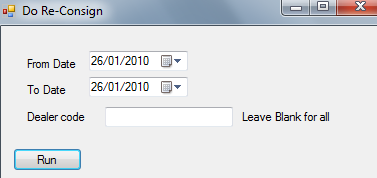 Do Re-Consign
From Date 26/01/2010
To Date 26/01/2010
Dealer code Leave Blank for all
Run